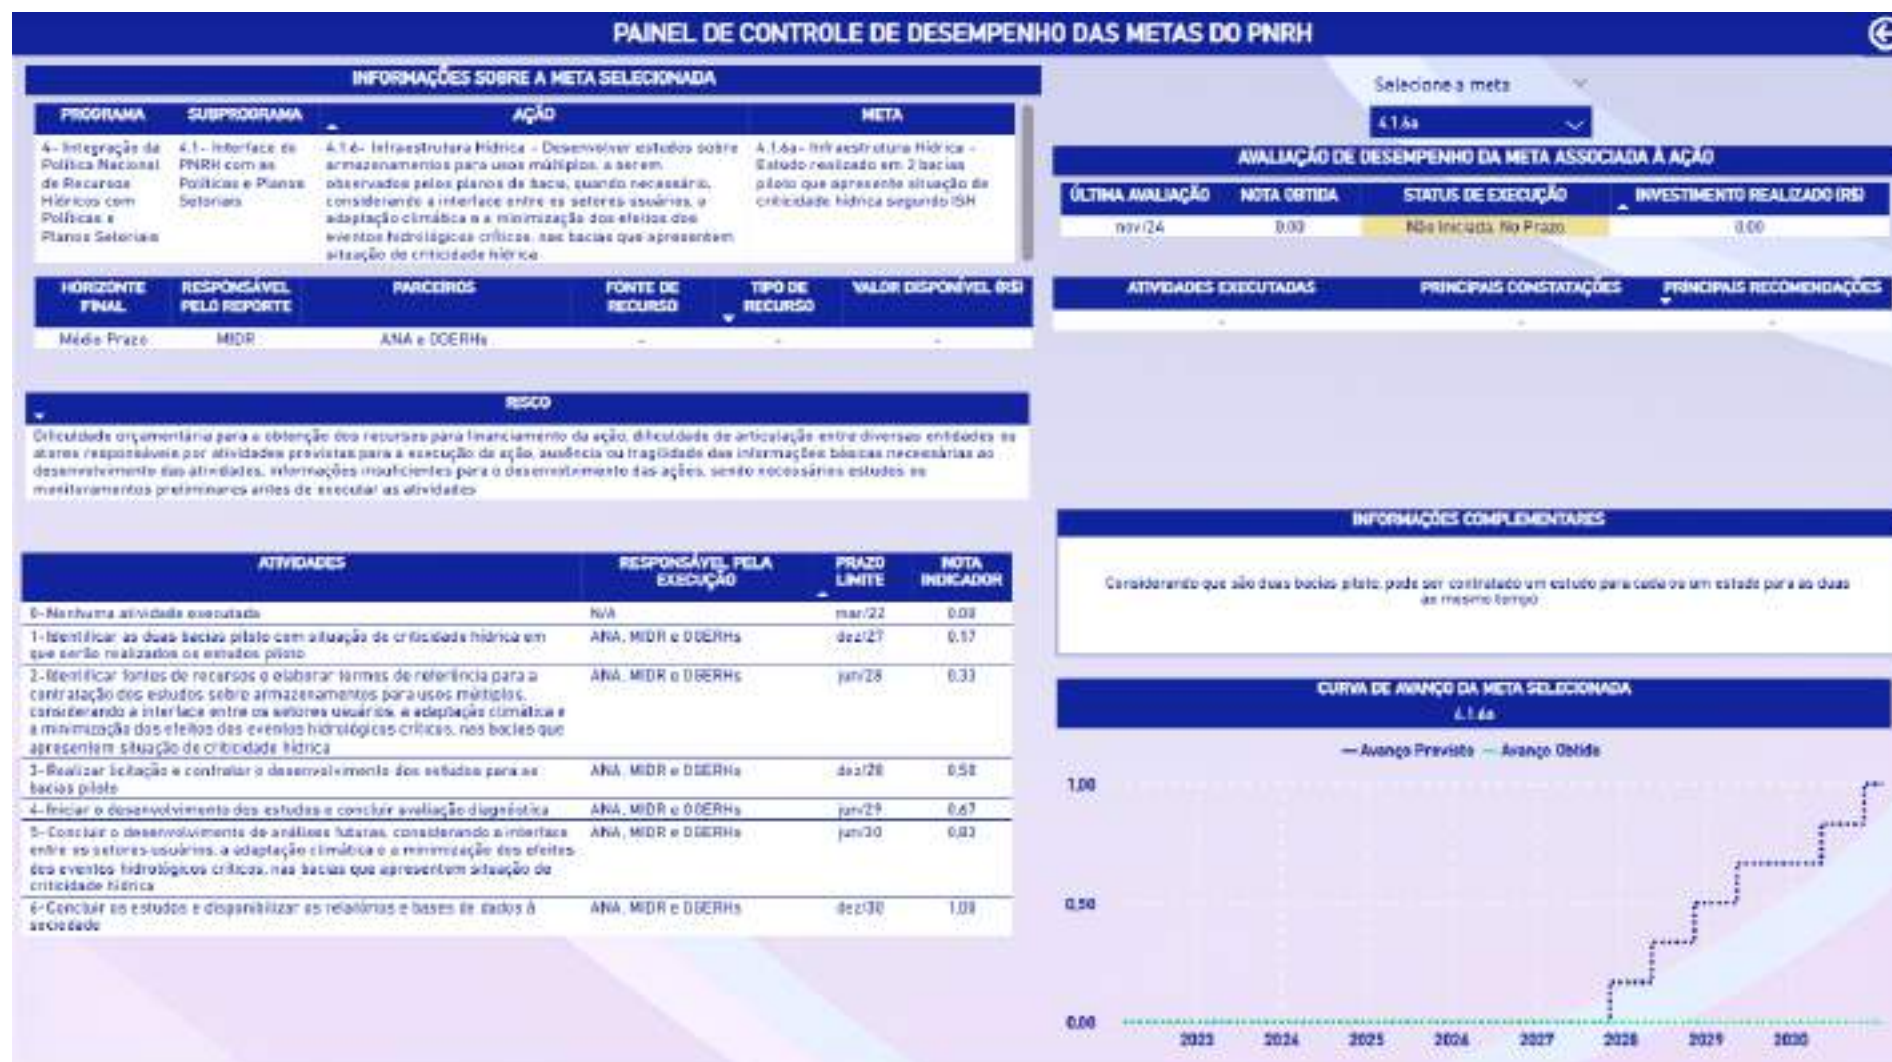 PAINEL DE CONTROLE DE DESEMPENHO DAS METAS DO PNRH
INFORMAÇÕES SOBRE A META SELECIONADA
PROGRAMA SUBPROGRAMA AÇÃO META
4- Integração da Política Nacional de Recursos Hídricos com Políticas e Planos Setoriais
4.1- Interface do PNRH com as Políticas e Planos Setoriais
4.1.6- Infraestrutura Hídrica - Desenvolver estudos sobre
armazenamentos para usos múltiplos, a serem
observados pelos planos de bacia, quando necessário,
considerando a interface entre os setores usuários, a
adaptação climática e a minimização dos efeitos dos
eventos hidrológicos críticos, nas bacias que apresentem
situação de criticidade hídrica
4.1.6a- Infraestrutura Hídrica -
Estudo realizado em 2 bacias
piloto que apresente situação de
criticidade hídrica segundo ISH
HORIZONTE FINAL RESPONSÁVEL PELO REPORTE PARCEIROS FONTE DE RECURSO TIPO DE RECURSO VALOR DISPONÍVEL (R$)
Médio Prazo MIDR ANA e OGERHs - - -
RISCO
Dificuldade orçamentária para a obtenção dos recursos para financiamento da ação, dificuldade de articulação entre diversas entidades ou
atores responsáveis por atividades previstas para a execução da ação, ausência ou fragilidade das informações básicas necessárias ao
desenvolvimento das atividades, informações insuficientes para o desenvolvimento das ações, sendo necessários estudos ou
monitoramentos preliminares antes de executar as atividades
ATIVIDADES RESPONSÁVEL PELA EXECUÇÃO PRAZO LIMITE NOTA INDICADOR
0- Nenhuma atividade executada N/A mar/22 0,00
1- Identificar as duas bacias piloto com situação de criticidade hídrica em ANA, MIDR e OGERHs dez/27 0,17
que serão realizados os estudos piloto
2- Identificar fontes de recursos e elaborar termos de referência para a ANA, MIDR e OGERHs jun/28 0,33
contratação dos estudos sobre armazenamentos para usos múltiplos,
considerando a interface entre os setores usuários, a adaptação climática e
a minimização dos efeitos dos eventos hidrológicos críticos, nas bacias que
apresentem situação de criticidade hídrica
3- Realizar licitação e contratar o desenvolvimento dos estudos para as ANA, MIDR e OGERHs dez/28 0,50
bacias piloto
4- Iniciar o desenvolvimento dos estudos e concluir avaliação diagnóstica ANA, MIDR e OGERHs jun/29 0,67
5- Concluir o desenvolvimento de análises futuras, considerando a interface ANA, MIDR e OGERHs jun/30 0,83
entre os setores usuários, a adaptação climática e a minimização dos efeitos
dos eventos hidrológicos críticos, nas bacias que apresentem situação de
criticidade hídrica
6- Concluir os estudos e disponibilizar os relatórios e bases de dados à ANA, MIDR e OGERHs dez/30 1,00
sociedade
Selecione a meta
4.1.6a
AVALIAÇÃO DE DESEMPENHO DA META ASSOCIADA À AÇÃO
ÚLTIMA AVALIAÇÃO NOTA OBTIDA STATUS DE EXECUÇÃO INVESTIMENTO REALIZADO (R$)
nov/24 0,00 Não Iniciada, No Prazo 0,00
ATIVIDADES EXECUTADAS PRINCIPAIS CONSTATAÇÕES PRINCIPAIS RECOMENDAÇÕES
- - -
INFORMAÇÕES COMPLEMENTARES
Considerando que são duas bacias piloto, pode ser contratado um estudo para cada ou um estudo para as duas
ao mesmo tempo
CURVA DE AVANÇO DA META SELECIONADA
4.1.6a
Avanço Previsto Avanço Obtido
1,00
0,50
0,00
2023 2024 2025 2026 2027 2028 2029 2030